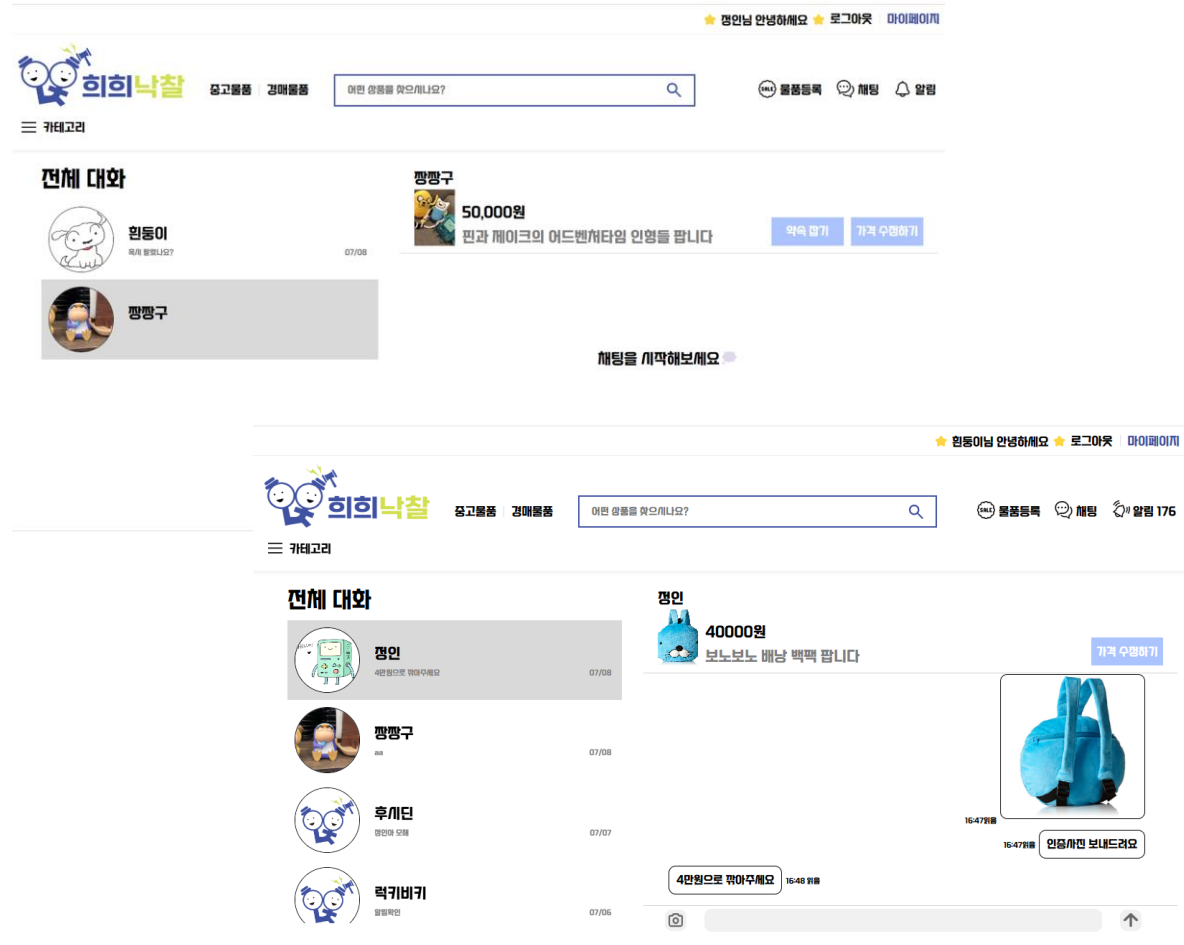 정인님 안녕하세요 로그아웃 마이페이지
희희낙찰 중고물품 경매물품 어떤 상품을 찾으시나요? SALE 물품등록 채팅 알림
카테고리
전체 대화
흰둥이
혹시 팔렸나요? 07/08
짱짱구
짱짱구
50,000원
핀과 제이크의 어드벤처타임 인형들 팝니다 약속 잡기 가격 수정하기
채팅을 시작해보세요
흰둥이님 안녕하세요 로그아웃 마이페이지
희희낙찰 중고물품 경매물품 어떤 상품을 찾으시나요? SALE 물품등록 채팅 알림 176
카테고리
전체 대화
정인
4만원으로 깎아주세요 07/08
짱짱구
aa 07/08
후시딘
정인아 모해 07/07
럭키비키
알림확인 07/06
정인
40000원
보노보노 배낭 백팩 팝니다 가격 수정하기
16:47읽음
16:47읽음 인증사진 보내드려요
4만원으로 깎아주세요 16:48 읽음